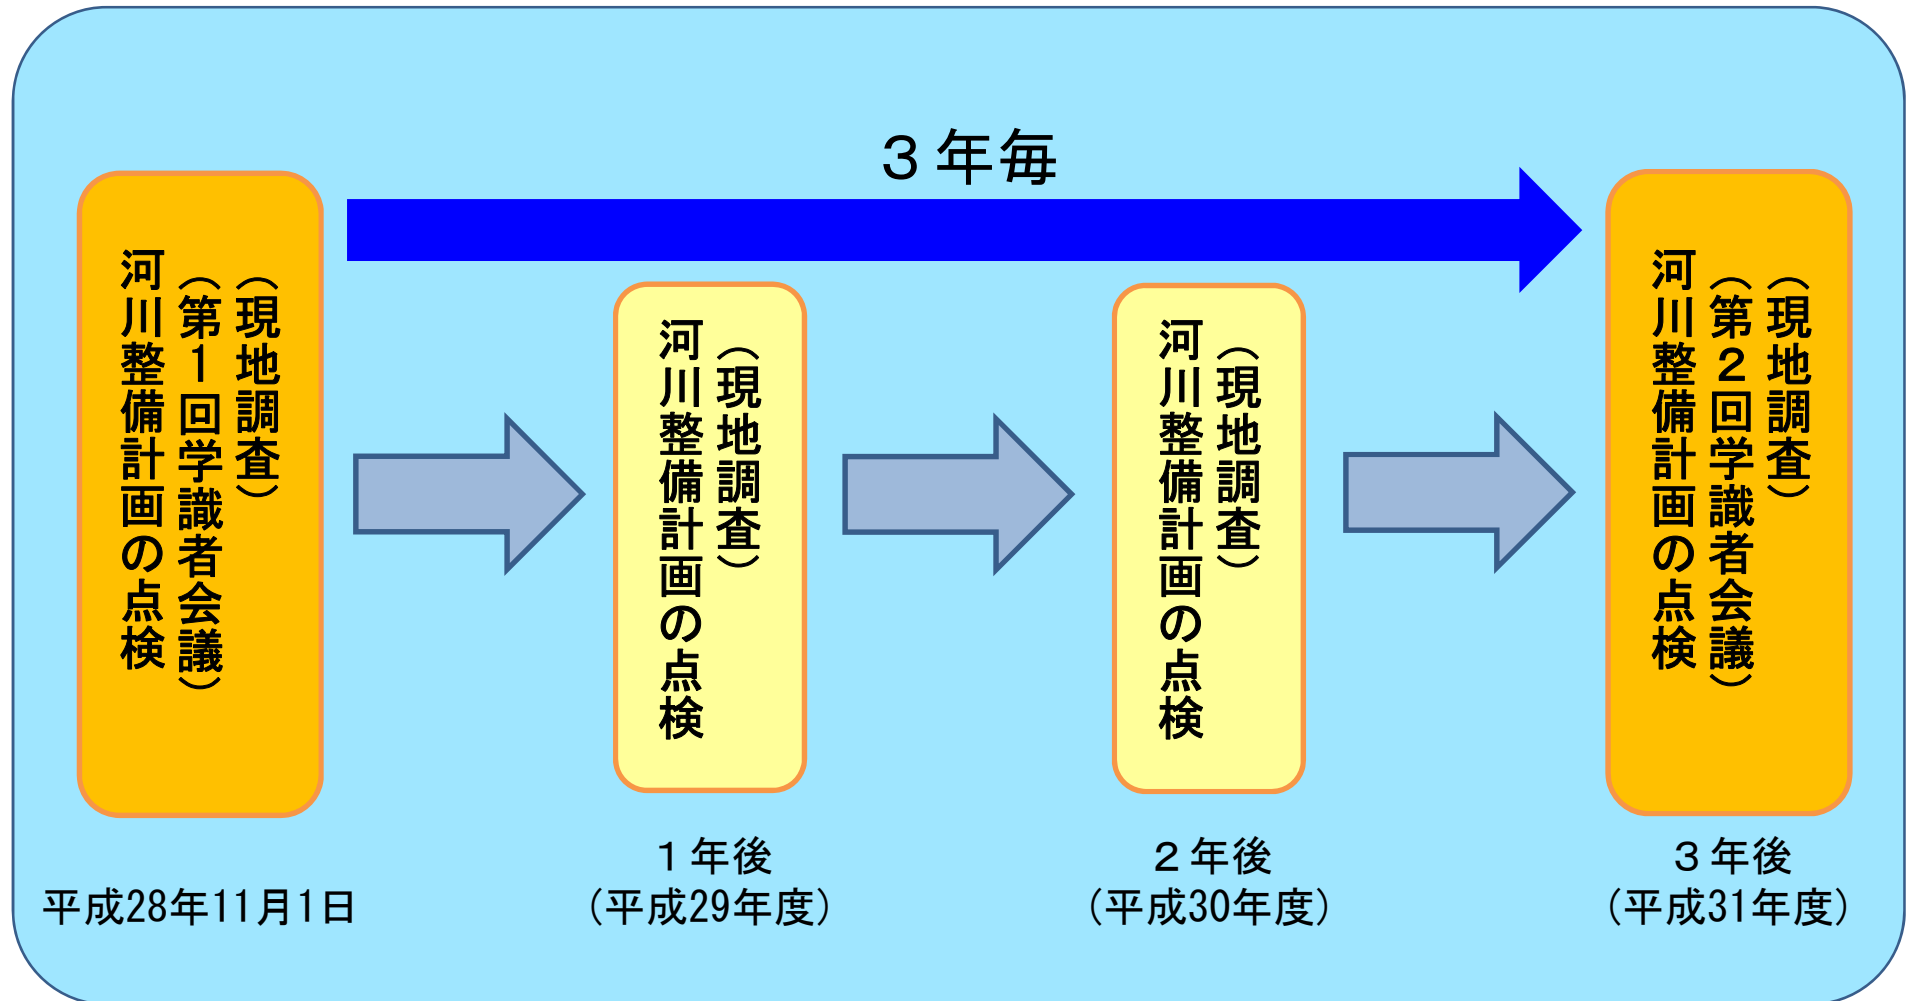 ３年毎
（現地調査）
（第１回学識者会議）
河川整備計画の点検
（現地調査）
河川整備計画の点検
（現地調査）
河川整備計画の点検
（現地調査）
（第２回学識者会議）
河川整備計画の点検
平成28年11月1日
１年後
（平成29年度）
２年後
（平成30年度）
３年後
（平成31年度）